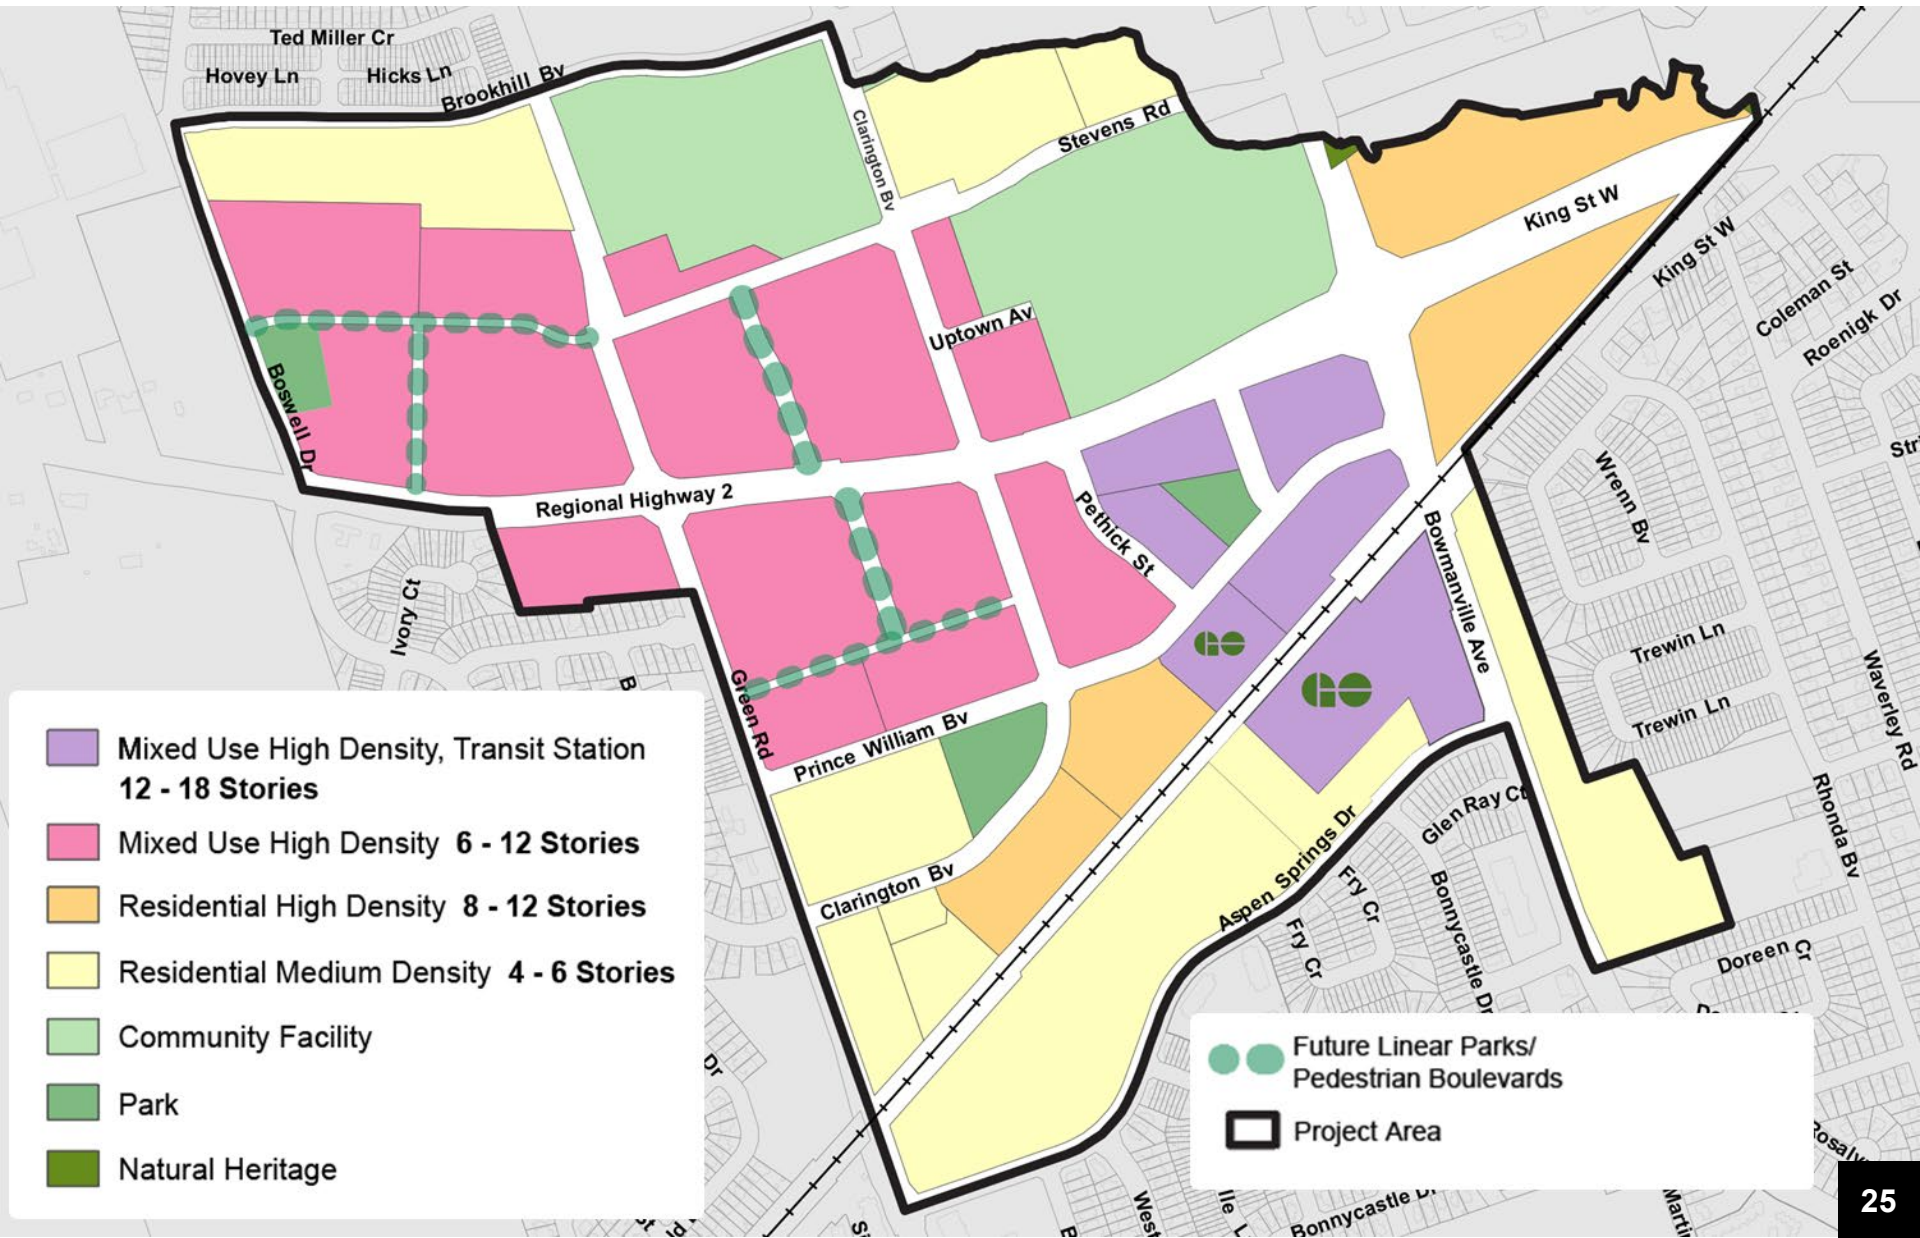 Ted Miller Cr
Hovey Ln
Hicks Ln
Brookhill Bv
Clarington Bv
Stevens Rd
King St W
King St W
Coleman St
Roenigk Dr
Uptown Av
Boswell Dr
Regional Highway 2
Pethick St
Bowmanville Ave
Wrenn Bv
Ivory Ct
Green Rd
Prince William Bv
Trewin Ln
Trewin Ln
Waverley Rd
Rhonda Bv
Glen Ray Ct
Clarington Bv
Aspen Springs Dr
Fry Cr
Fry Cr
Bonnycastle Dr
Doreen Cr
GO
GO
Mixed Use High Density, Transit Station
12 - 18 Stories
Mixed Use High Density 6 - 12 Stories
Residential High Density 8 - 12 Stories
Residential Medium Density 4 - 6 Stories
Community Facility
Park
Natural Heritage
Dr
Future Linear Parks/
Pedestrian Boulevards
Project Area
West
Bonnycastle D
25